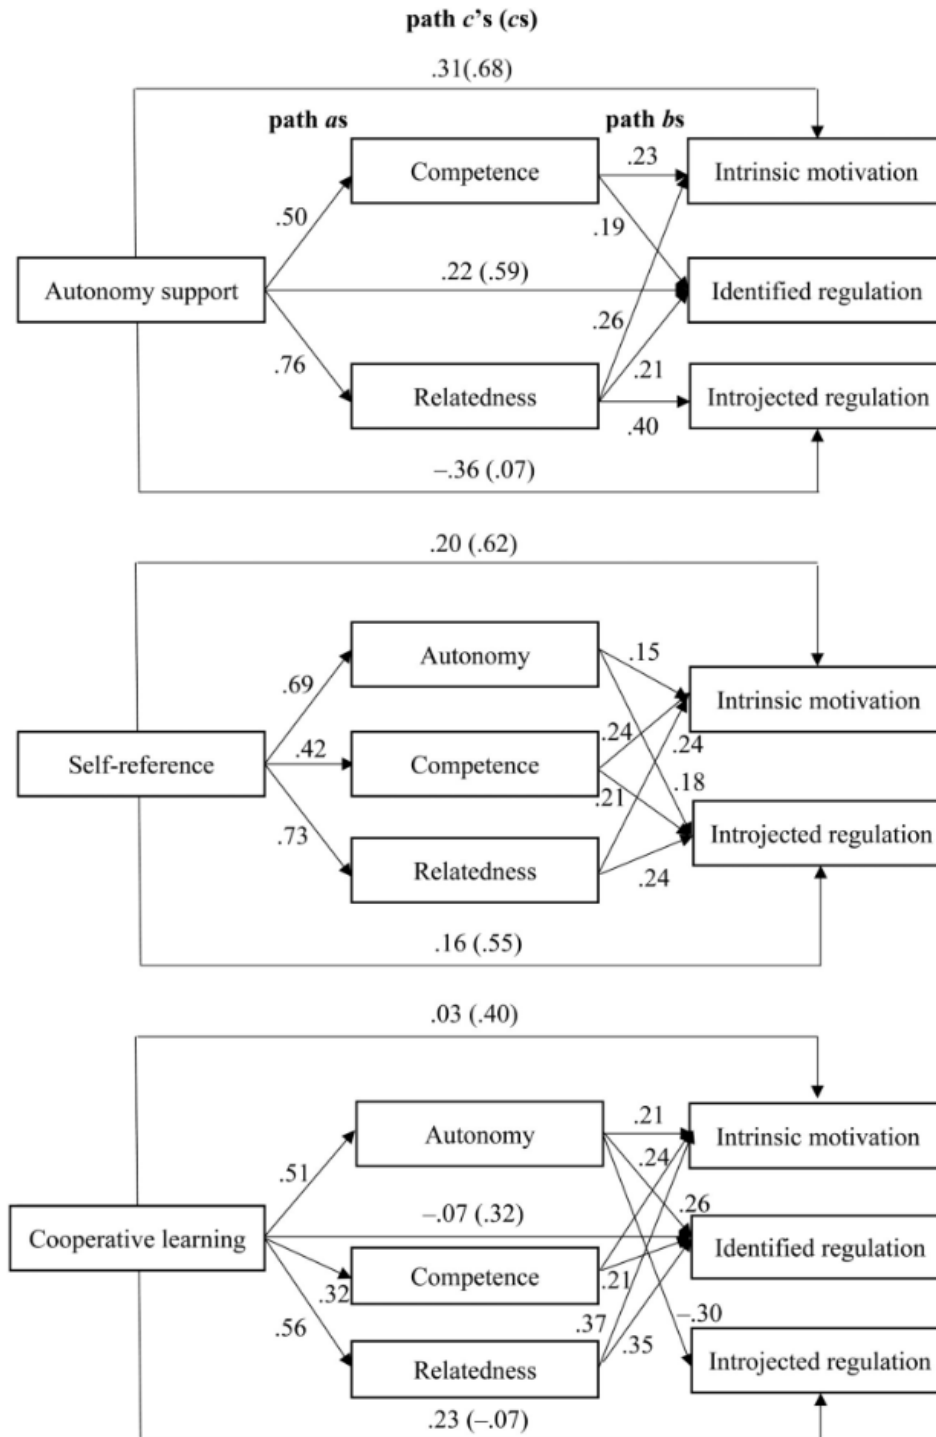 path c's (cs)
.31(.68)
path as
path bs
Competence
.23
Intrinsic motivation
.50
.19
.22 (.59)
Autonomy support
Identified regulation
.26
.76
.21
Relatedness
Introjected regulation
.40
–.36 (.07)
.20 (.62)
Autonomy
.15
.69
Intrinsic motivation
.24
.24
.42
Self-reference
Competence
.18
.21
.73
Introjected regulation
Relatedness
.24
.16 (.55)
.03 (.40)
.21
Autonomy
Intrinsic motivation
.24
.51
.26
–.07 (.32)
Cooperative learning
Identified regulation
Competence
.21
.32
–.30
.37
.56
.35
Introjected regulation
Relatedness
.23 (–.07)